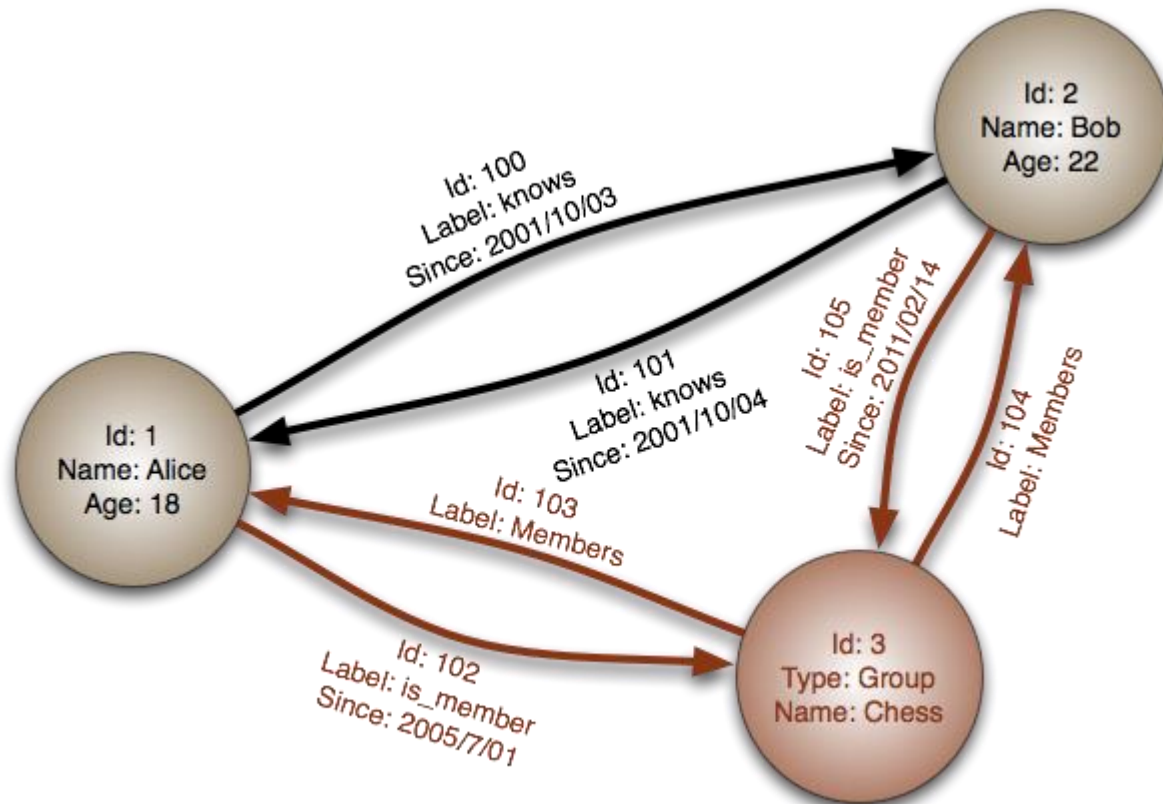 Id: 2
Name: Bob
Age: 22
Id: 100
Label: knows
Since: 2001/10/03
Id: 101
Label: knows
Since: 2001/10/04
Id: 105
Label: is_member
Since: 2011/02/14
Id: 104
Label: Members
Id: 1
Name: Alice
Age: 18
Id: 103
Label: Members
Id: 102
Label: is_member
Since: 2005/7/01
Id: 3
Type: Group
Name: Chess